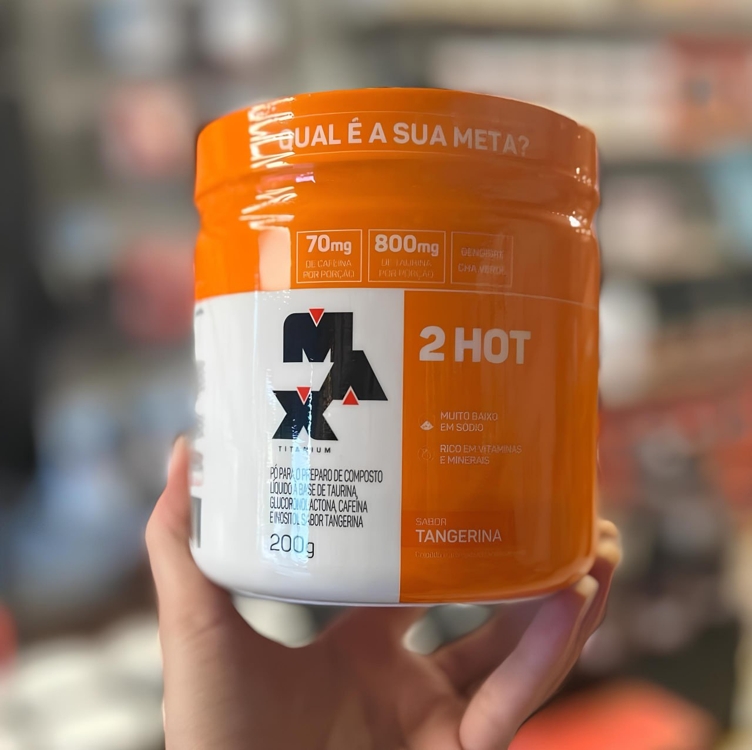 QUAL É A SUA META?
70mg
DE CAFEÍNA
POR PORÇÃO
800mg
DE TAURINA
POR PORÇÃO
GENGIBRE
CHÁ VERDE
MAX
TITANIUM
2 HOT
MUITO BAIXO
EM SÓDIO
RICO EM VITAMINAS
E MINERAIS
PÓ PARA O PREPARO DE COMPOSTO
LÍQUIDO À BASE DE TAURINA,
GLUCORONOLACTONA, CAFEÍNA
E INOSITOL SABOR TANGERINA
200g
SABOR
TANGERINA